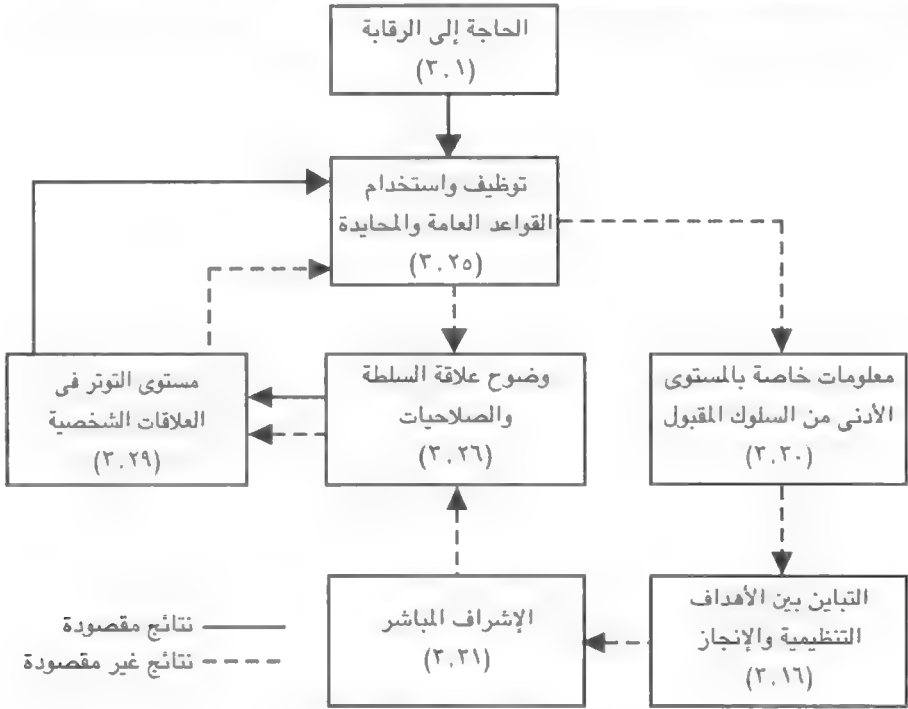 الحاجة إلى الرقابة
(٣.١)
توظيف واستخدام
القواعد العامة والمحايدة
(٣.٢٥)
مستوى التوتر فى
العلاقات الشخصية
(٣.٢٩)
وضوح علاقة السلطة
والصلاحيات
(٣.٢٦)
معلومات خاصة بالمستوى
الأدنى من السلوك المقبول
(٣.٣٠)
الإشراف المباشر
(٣.٣١)
التباين بين الأهداف
التنظيمية والإنجاز
(٣.١٦)
نتائج مقصودة
نتائج غير مقصودة